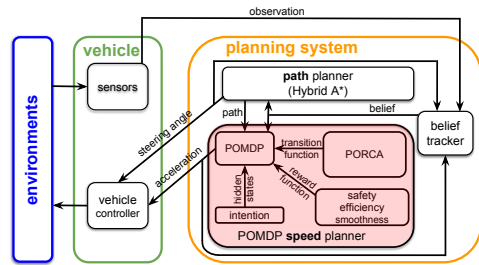 observation
vehicle
planning system
environments
sensors
path planner
(Hybrid A*)
path
belief
belief
tracker
steering angle
acceleration
vehicle
controller
POMDP
transition
function
PORCA
hidden
states
reward
function
intention
safety
efficiency
smoothness
POMDP speed planner